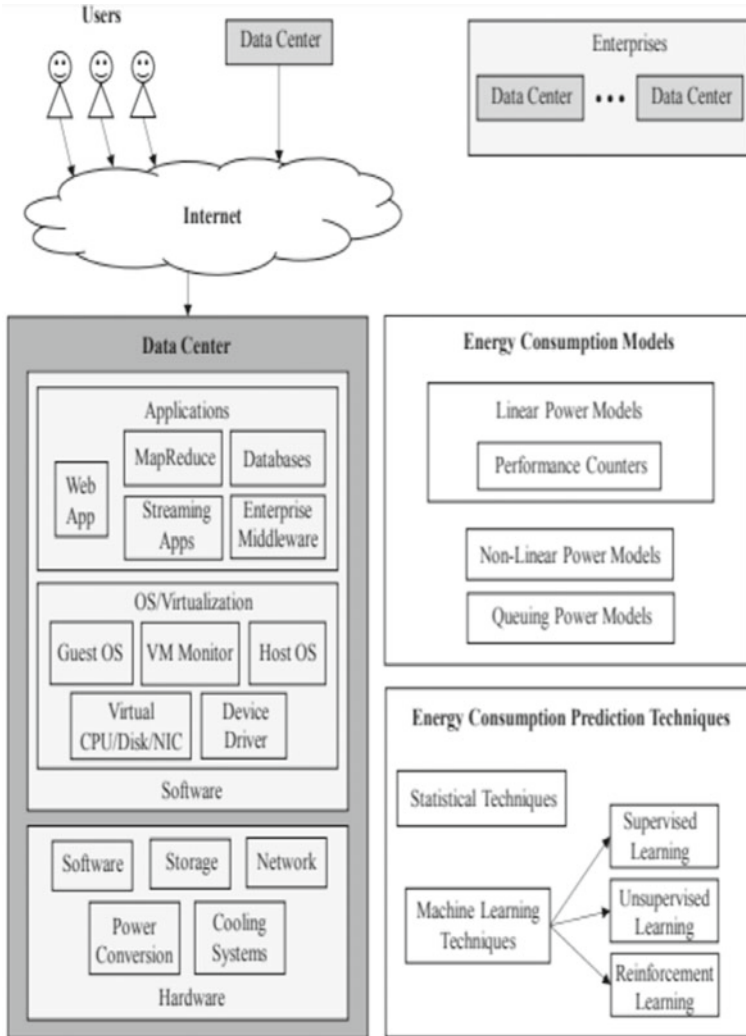 Users
Data Center
Enterprises
Data Center ••• Data Center
Internet
Data Center
Applications
Web
App
MapReduce
Databases
Streaming
Apps
Enterprise
Middleware
OS/Virtualization
Guest OS
VM Monitor
Host OS
Virtual
CPU/Disk/NIC
Device
Driver
Software
Software
Storage
Network
Power
Conversion
Cooling
Systems
Hardware
Energy Consumption Models
Linear Power Models
Performance Counters
Non-Linear Power Models
Queuing Power Models
Energy Consumption Prediction Techniques
Statistical Techniques
Machine Learning
Techniques
Supervised
Learning
Unsupervised
Learning
Reinforcement
Learning